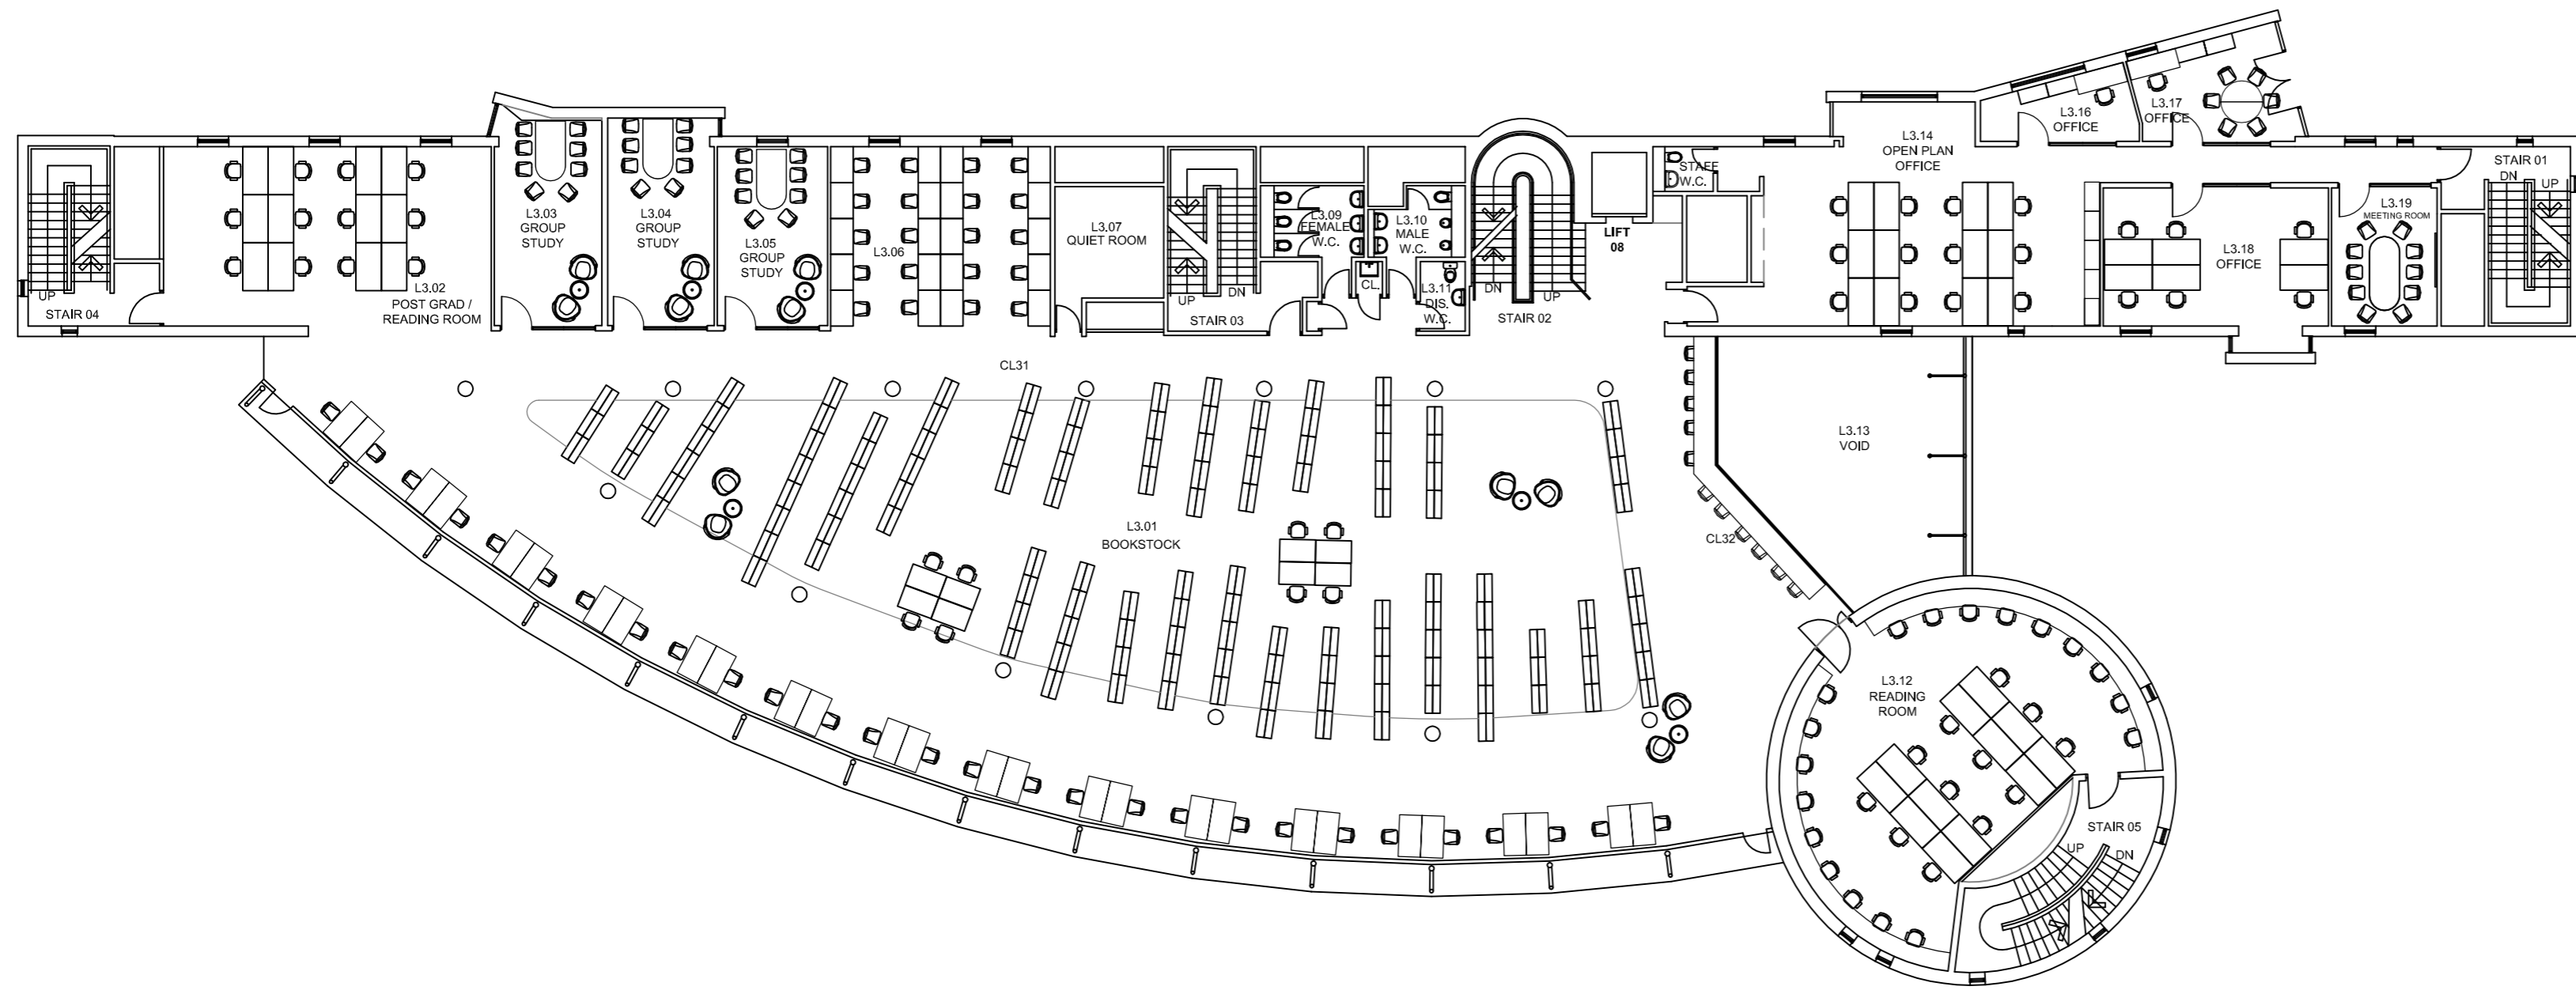 UP
STAIR 04
L3.02
POST GRAD /
READING ROOM
L3.03
GROUP
STUDY
L3.04
GROUP
STUDY
L3.05
GROUP
STUDY
L3.06
L3.07
QUIET ROOM
UP
DN
STAIR 03
L3.09
FEMALE
W.C.
L3.10
MALE
W.C.
CL.
L3.11
DIS.
W.C.
DN
UP
STAIR 02
LIFT
08
STAFF
W.C.
L3.14
OPEN PLAN
OFFICE
L3.16
OFFICE
L3.17
OFFICE
L3.18
OFFICE
L3.19
MEETING ROOM
STAIR 01
DN
UP
CL31
L3.01
BOOKSTOCK
CL32
L3.13
VOID
L3.12
READING
ROOM
STAIR 05
UP
DN